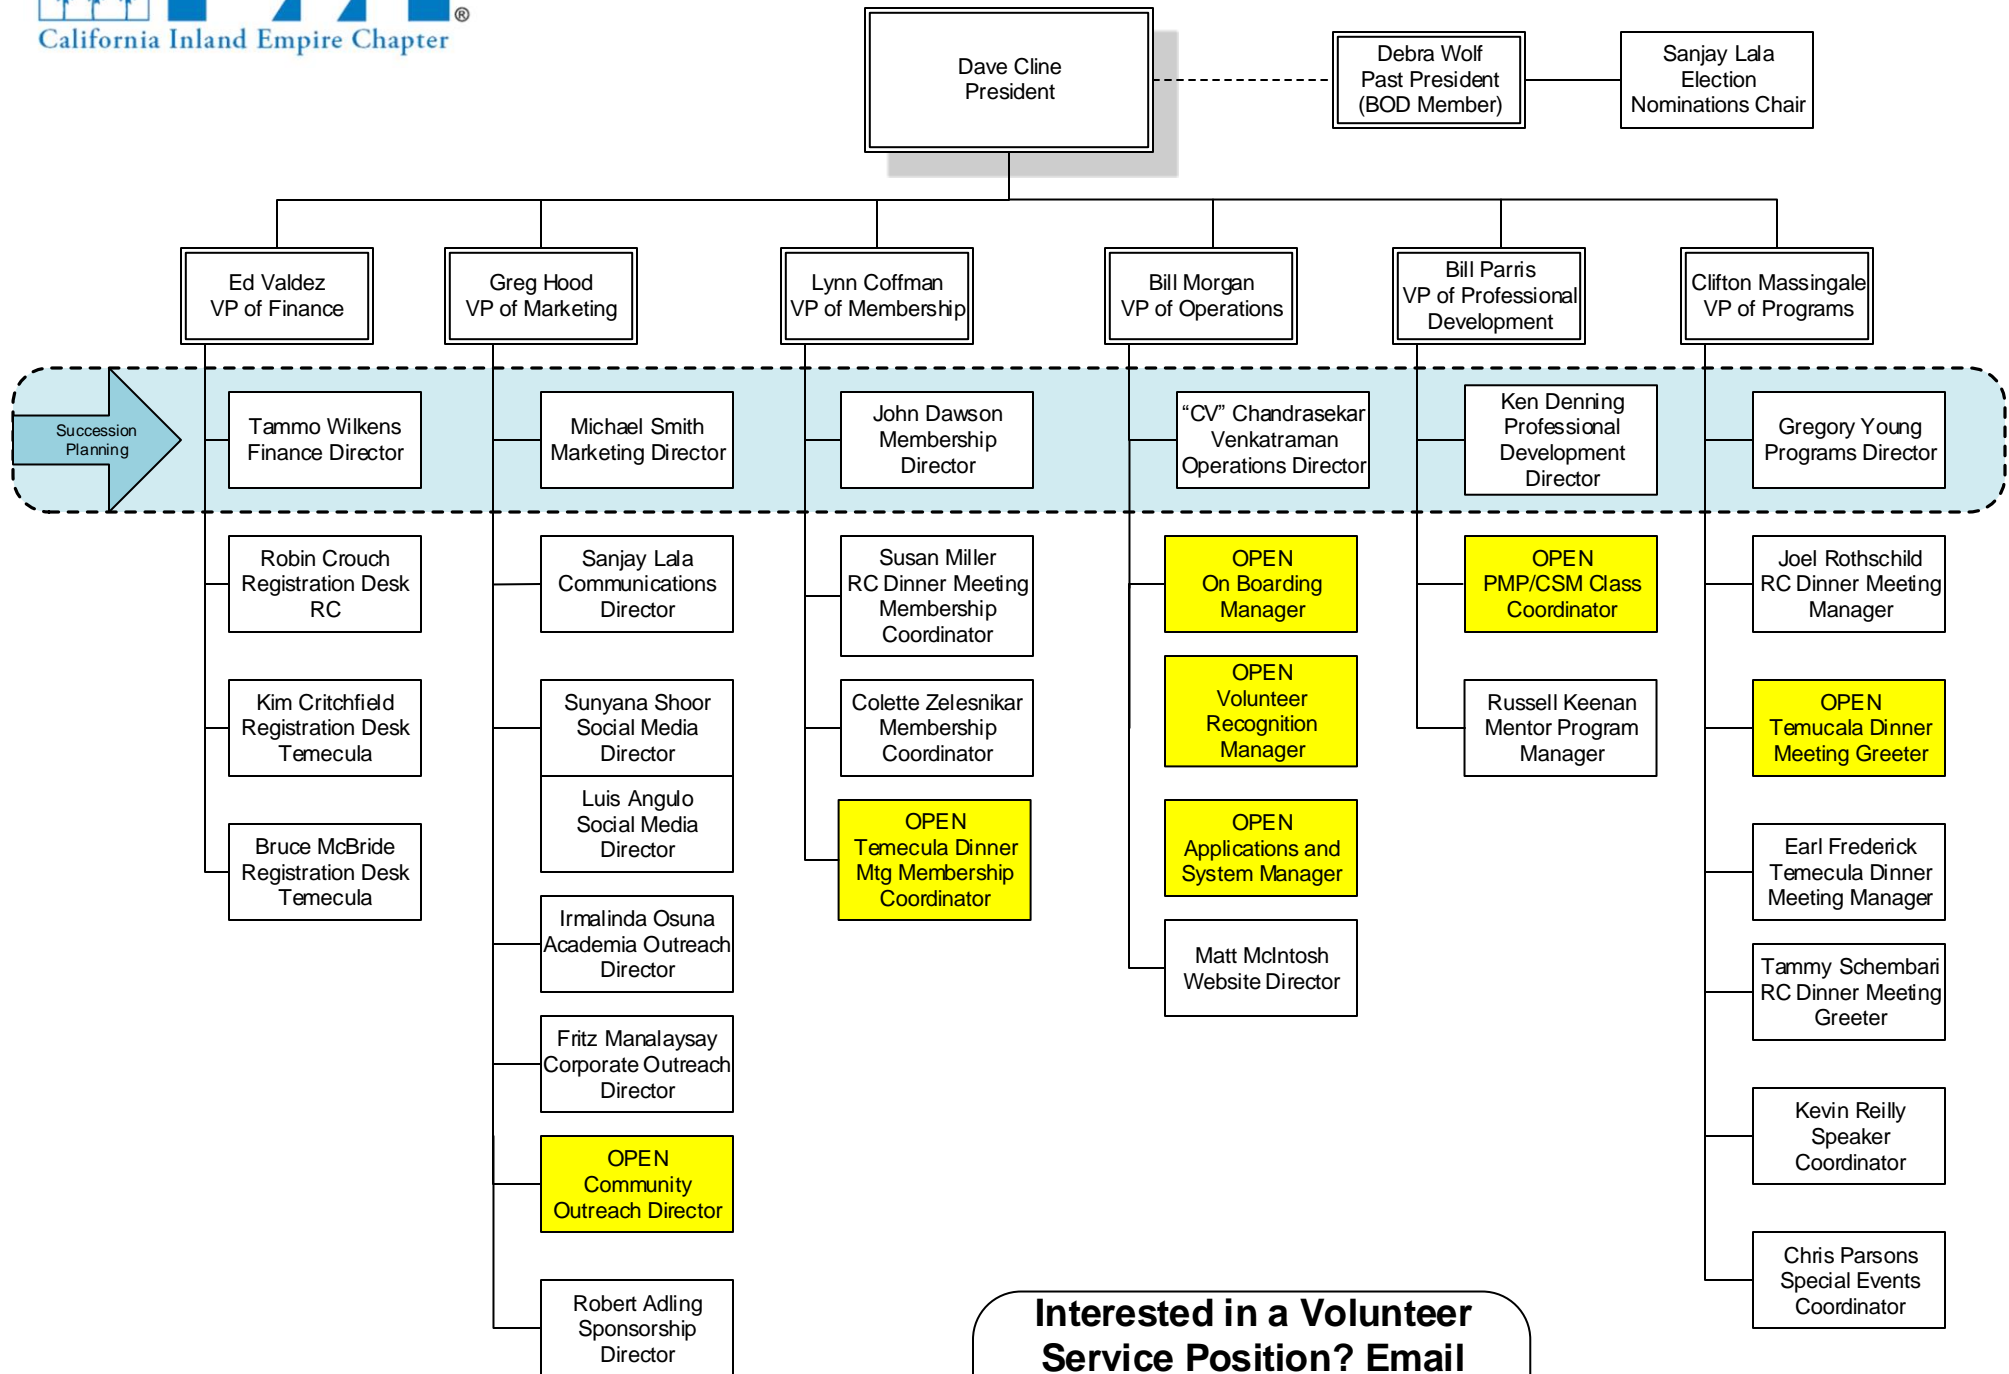 ®
California Inland Empire Chapter
Dave Cline
President
Debra Wolf
Past President
(BOD Member)
Sanjay Lala
Election
Nominations Chair
Ed Valdez
VP of Finance
Greg Hood
VP of Marketing
Lynn Coffman
VP of Membership
Bill Morgan
VP of Operations
Bill Parris
VP of Professional
Development
Clifton Massingale
VP of Programs
Succession
Planning
Tammo Wilkens
Finance Director
Michael Smith
Marketing Director
John Dawson
Membership
Director
“CV” Chandrasekar
Venkatraman
Operations Director
Ken Denning
Professional
Development
Director
Gregory Young
Programs Director
Robin Crouch
Registration Desk
RC
Sanjay Lala
Communications
Director
Susan Miller
RC Dinner Meeting
Membership
Coordinator
OPEN
On Boarding
Manager
OPEN
PMP/CSM Class
Coordinator
Joel Rothschild
RC Dinner Meeting
Manager
Kim Critchfield
Registration Desk
Temecula
Sunyana Shoor
Social Media
Director
Colette Zelesnikar
Membership
Coordinator
OPEN
Volunteer
Recognition
Manager
Russell Keenan
Mentor Program
Manager
OPEN
Temucala Dinner
Meeting Greeter
Luis Angulo
Social Media
Director
Bruce McBride
Registration Desk
Temecula
OPEN
Temecula Dinner
Mtg Membership
Coordinator
OPEN
Applications and
System Manager
Earl Frederick
Temecula Dinner
Meeting Manager
Irmalinda Osuna
Academia Outreach
Director
Matt McIntosh
Website Director
Tammy Schembari
RC Dinner Meeting
Greeter
Fritz Manalaysay
Corporate Outreach
Director
Kevin Reilly
Speaker
Coordinator
OPEN
Community
Outreach Director
Chris Parsons
Special Events
Coordinator
Robert Adling
Sponsorship
Director
Interested in a Volunteer
Service Position? Email